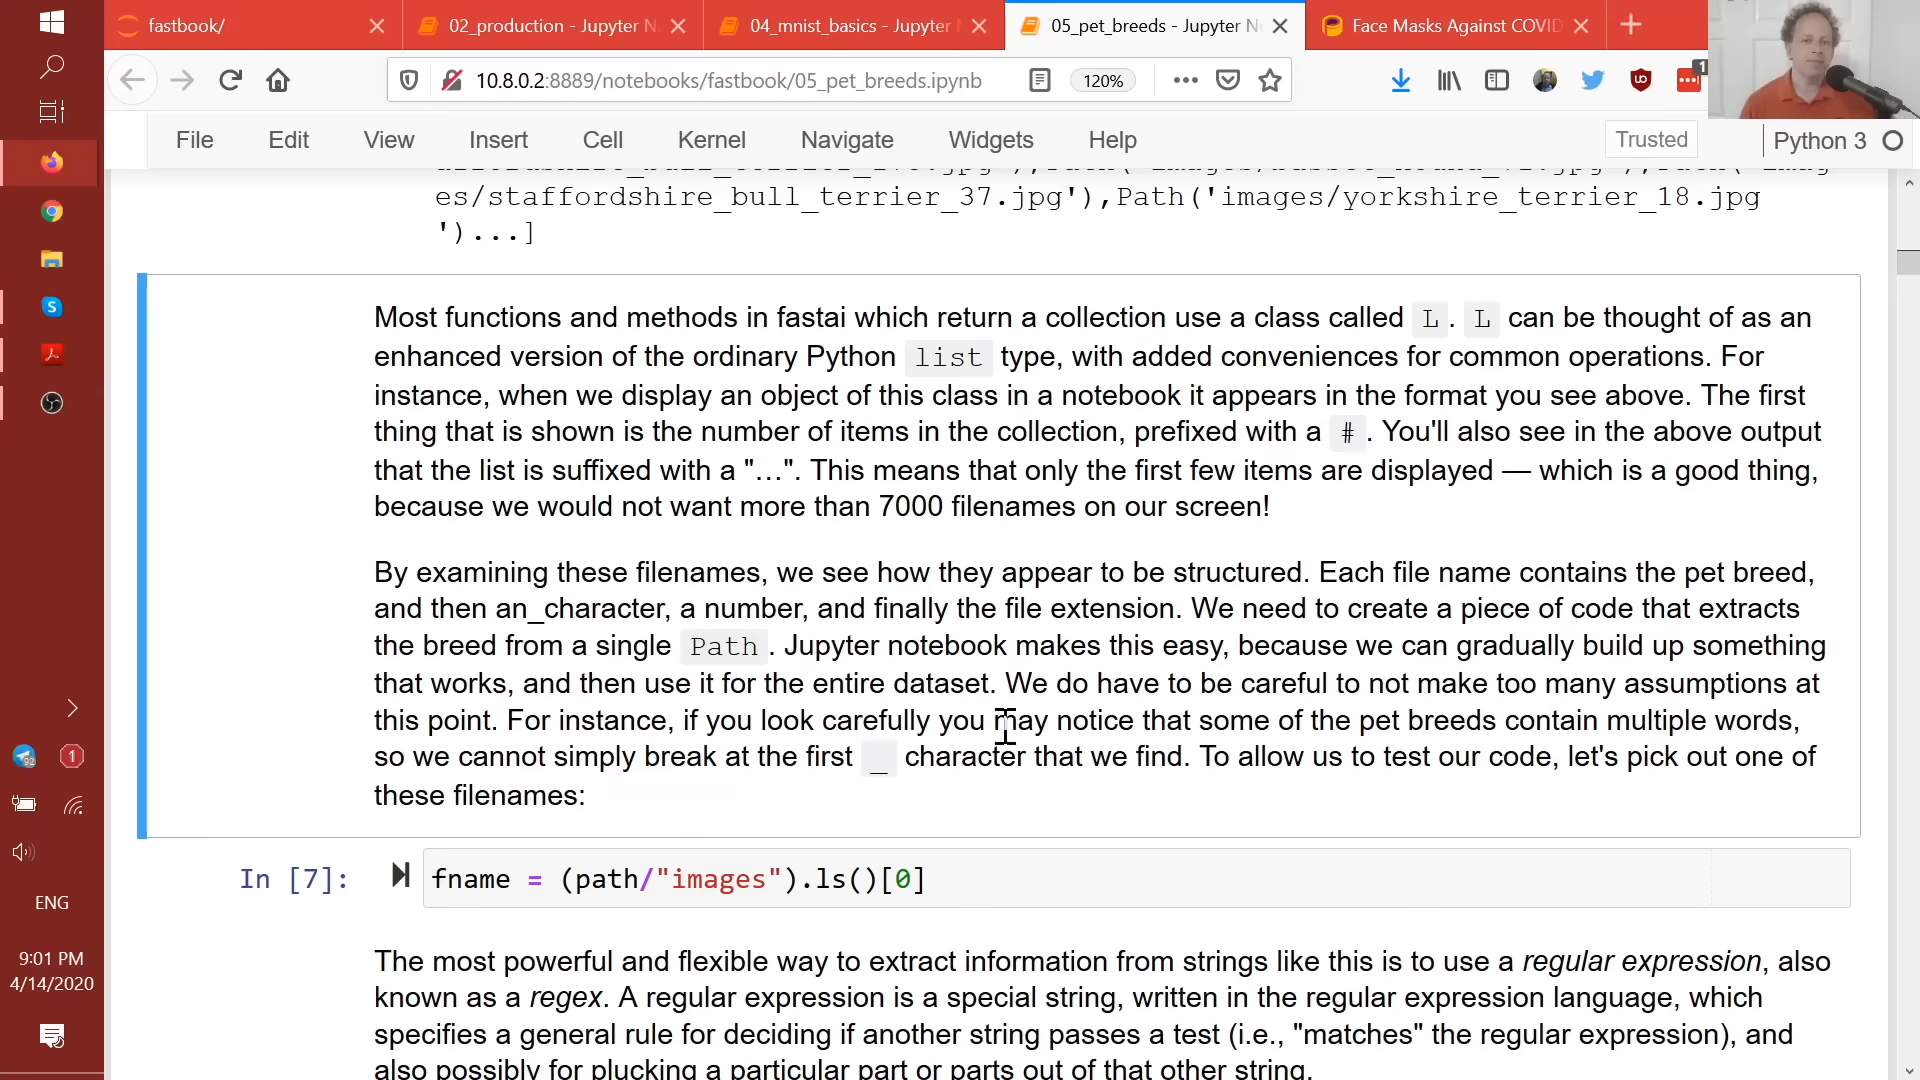 fastbook/
02_production - Jupyter N
04_mnist_basics - Jupyter
05_pet_breeds - Jupyter N
Face Masks Against COVID
10.8.0.2:8889/notebooks/fastbook/05_pet_breeds.ipynb
120%
1
File Edit View Insert Cell Kernel Navigate Widgets Help
Trusted
Python 3
es/staffordshire_bull_terrier_37.jpg'),Path('images/yorkshire_terrier_18.jpg
')...]
Most functions and methods in fastai which return a collection use a class called L. L can be thought of as an
enhanced version of the ordinary Python list type, with added conveniences for common operations. For
instance, when we display an object of this class in a notebook it appears in the format you see above. The first
thing that is shown is the number of items in the collection, prefixed with a #. You'll also see in the above output
that the list is suffixed with a "...". This means that only the first few items are displayed — which is a good thing,
because we would not want more than 7000 filenames on our screen!
By examining these filenames, we see how they appear to be structured. Each file name contains the pet breed,
and then an_character, a number, and finally the file extension. We need to create a piece of code that extracts
the breed from a single Path. Jupyter notebook makes this easy, because we can gradually build up something
that works, and then use it for the entire dataset. We do have to be careful to not make too many assumptions at
this point. For instance, if you look carefully you may notice that some of the pet breeds contain multiple words,
so we cannot simply break at the first _ character that we find. To allow us to test our code, let's pick out one of
these filenames:
In [7]:
fname = (path/"images").ls()[0]
The most powerful and flexible way to extract information from strings like this is to use a regular expression, also
known as a regex. A regular expression is a special string, written in the regular expression language, which
specifies a general rule for deciding if another string passes a test (i.e., "matches" the regular expression), and
also possibly for plucking a particular part or parts out of that other string.
92
1
ENG
9:01 PM
4/14/2020